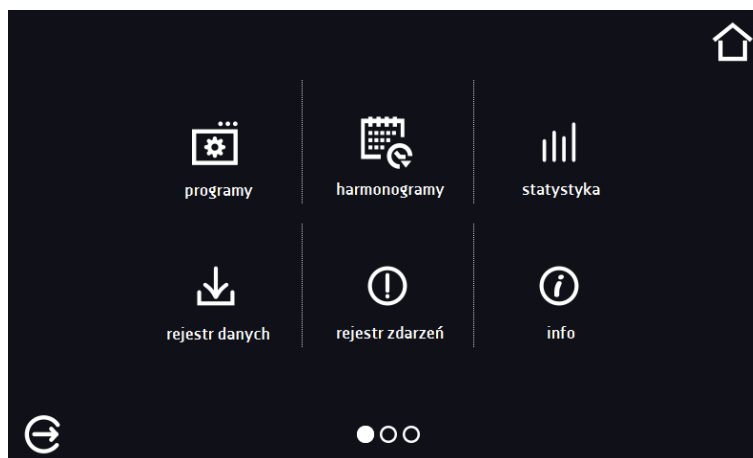 programy
harmonogramy
statystyka
rejestr danych
rejestr zdarzeń
info